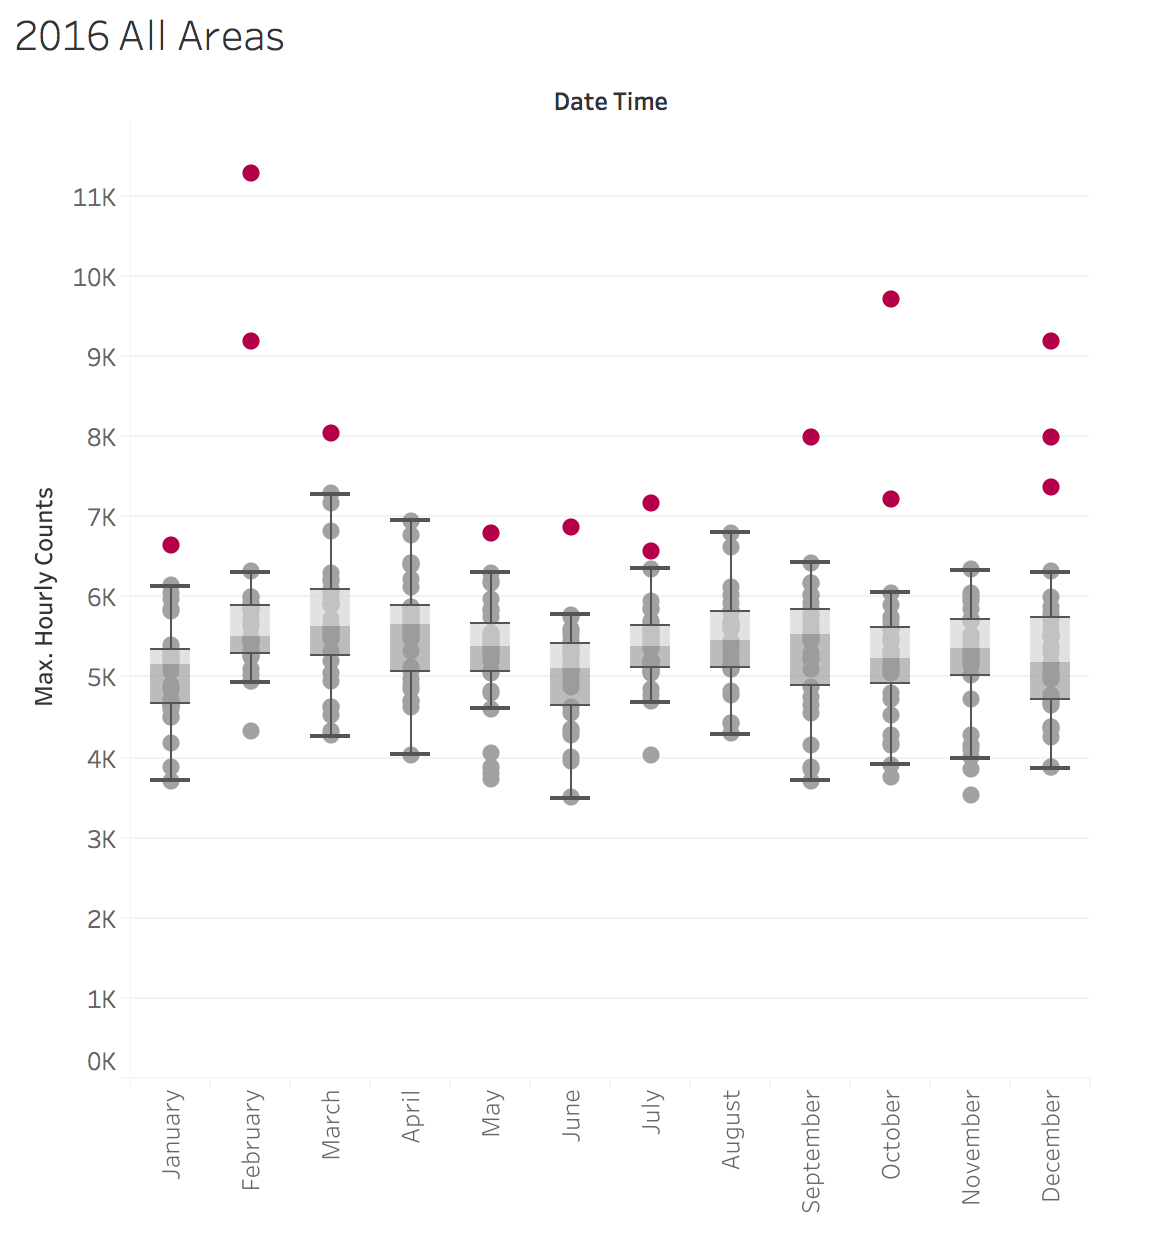 2016 All Areas
Date Time
Max. Hourly Counts
11K
10K
9K
8K
7K
6K
5K
4K
3K
2K
1K
0K
January
February
March
April
May
June
July
August
September
October
November
December